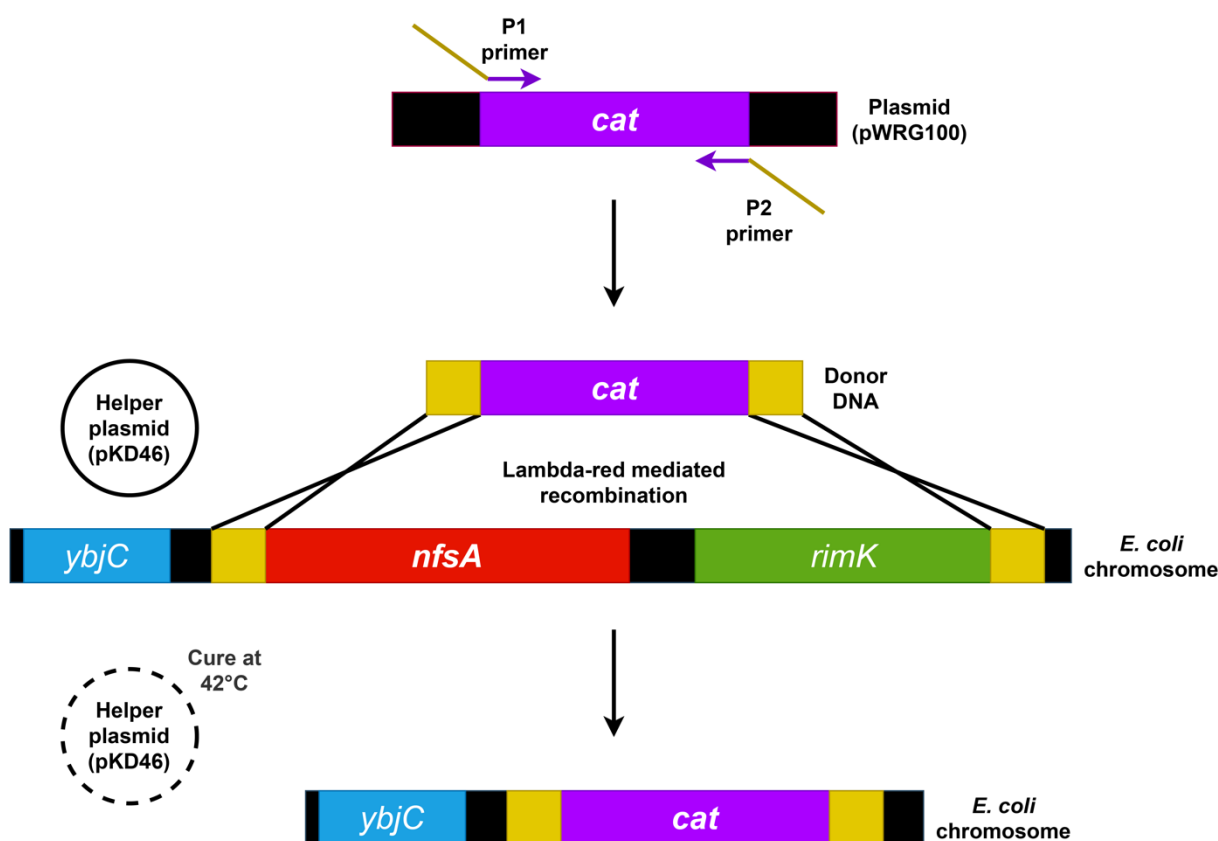 P1
primer
cat
Plasmid
(pWRG100)
P2
primer
Helper
plasmid
(pKD46)
cat
Donor
DNA
Lambda-red mediated
recombination
ybjC
nfsA
rimK
E. coli
chromosome
Cure at
42°C
Helper
plasmid
(pKD46)
ybjC
cat
E. coli
chromosome